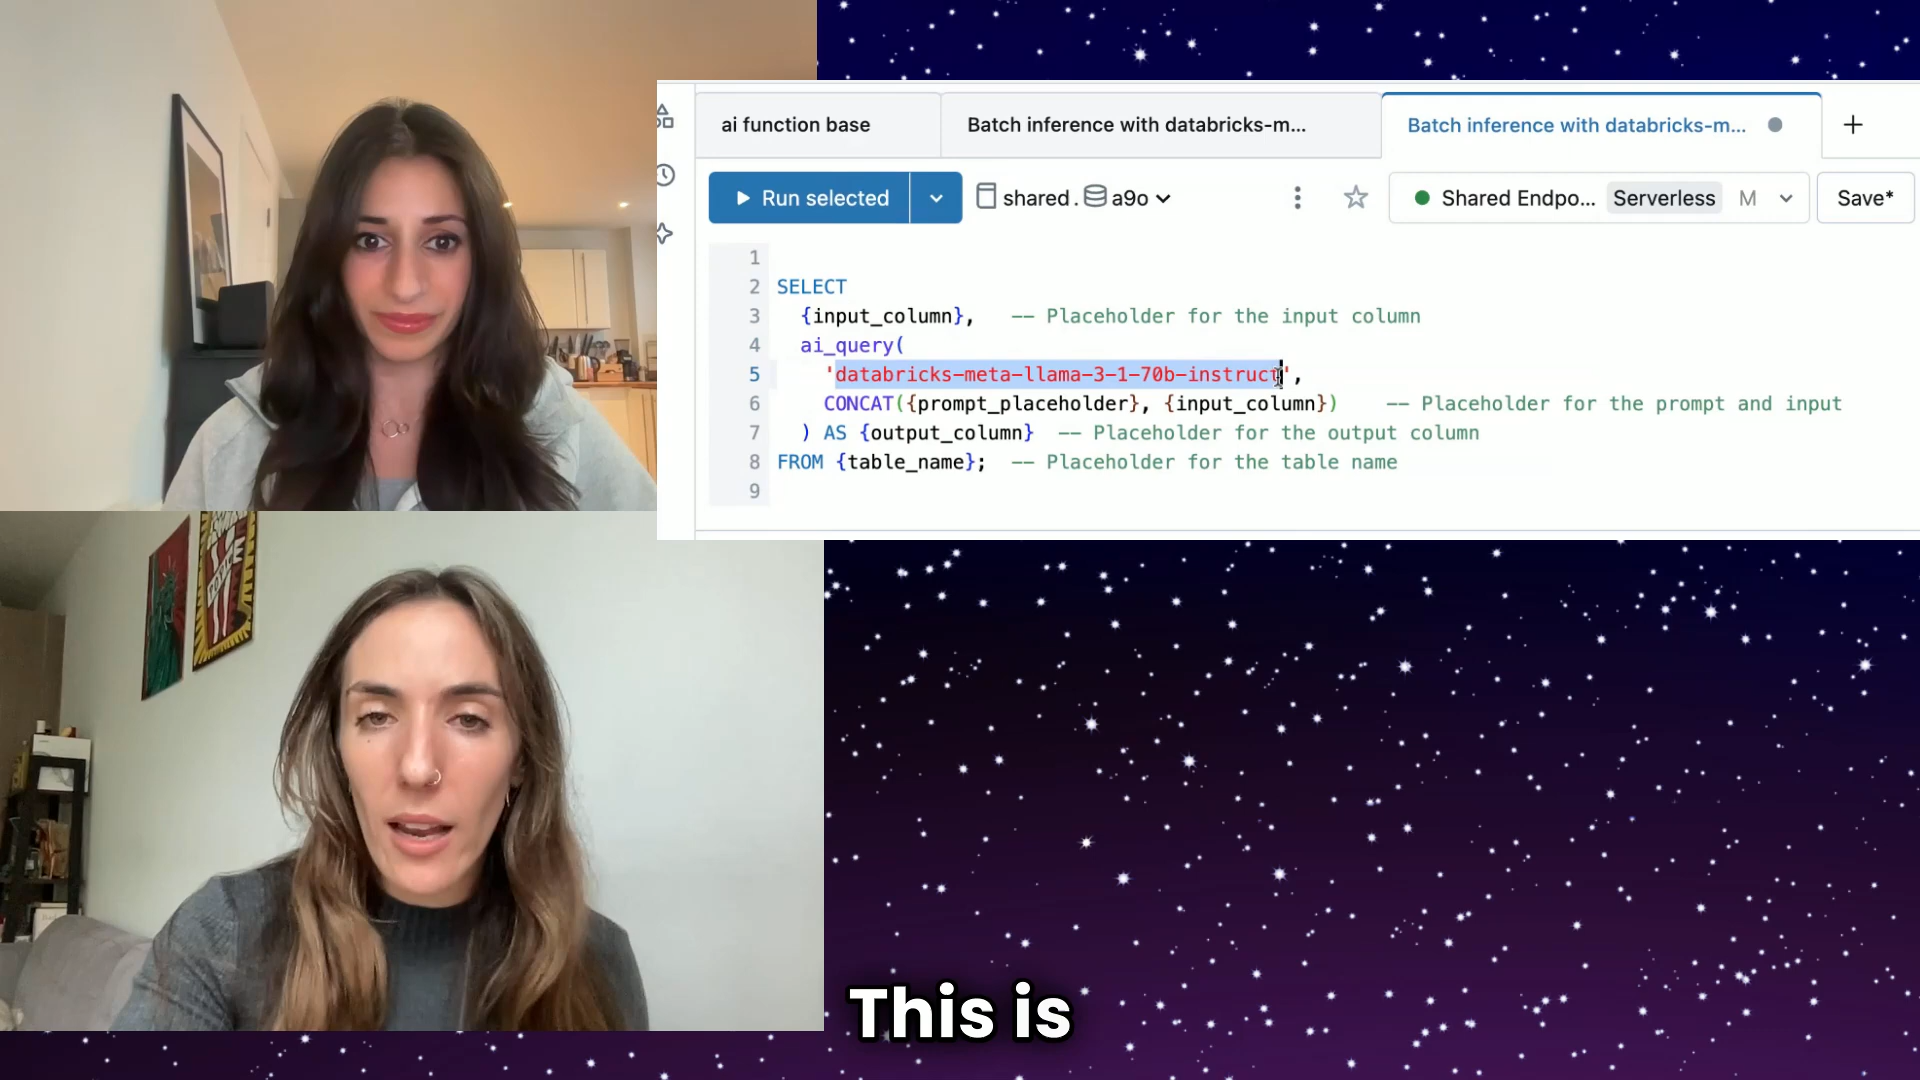 ai function base
Batch inference with databricks-m...
Batch inference with databricks-m...
Run selected
shared.
a9o
Shared Endpo...
Serverless
M
Save*
1
2 SELECT
3 {input_column}, -- Placeholder for the input column
4 ai_query(
5 'databricks-meta-llama-3-1-70b-instruct',
6 CONCAT({prompt_placeholder}, {input_column}) -- Placeholder for the prompt and input
7 ) AS {output_column} -- Placeholder for the output column
8 FROM {table_name}; -- Placeholder for the table name
9
This is